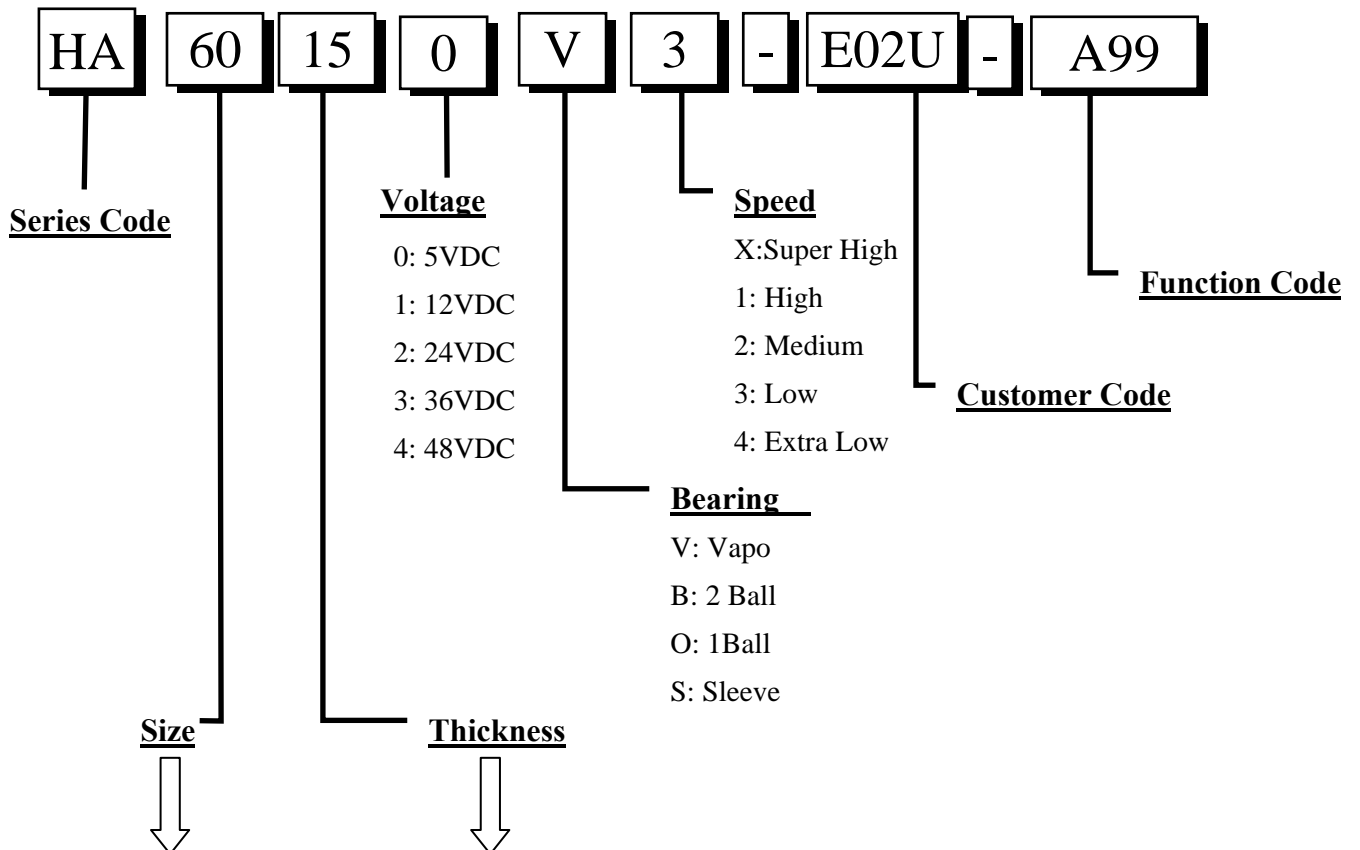 HA 60 15 0 V 3 - E02U - A99
Series Code
Voltage
0: 5VDC
1: 12VDC
2: 24VDC
3: 36VDC
4: 48VDC
Speed
X:Super High
1: High
2: Medium
3: Low
4: Extra Low
Function Code
Customer Code
Bearing
V: Vapo
B: 2 Ball
O: 1Ball
S: Sleeve
Size
Thickness